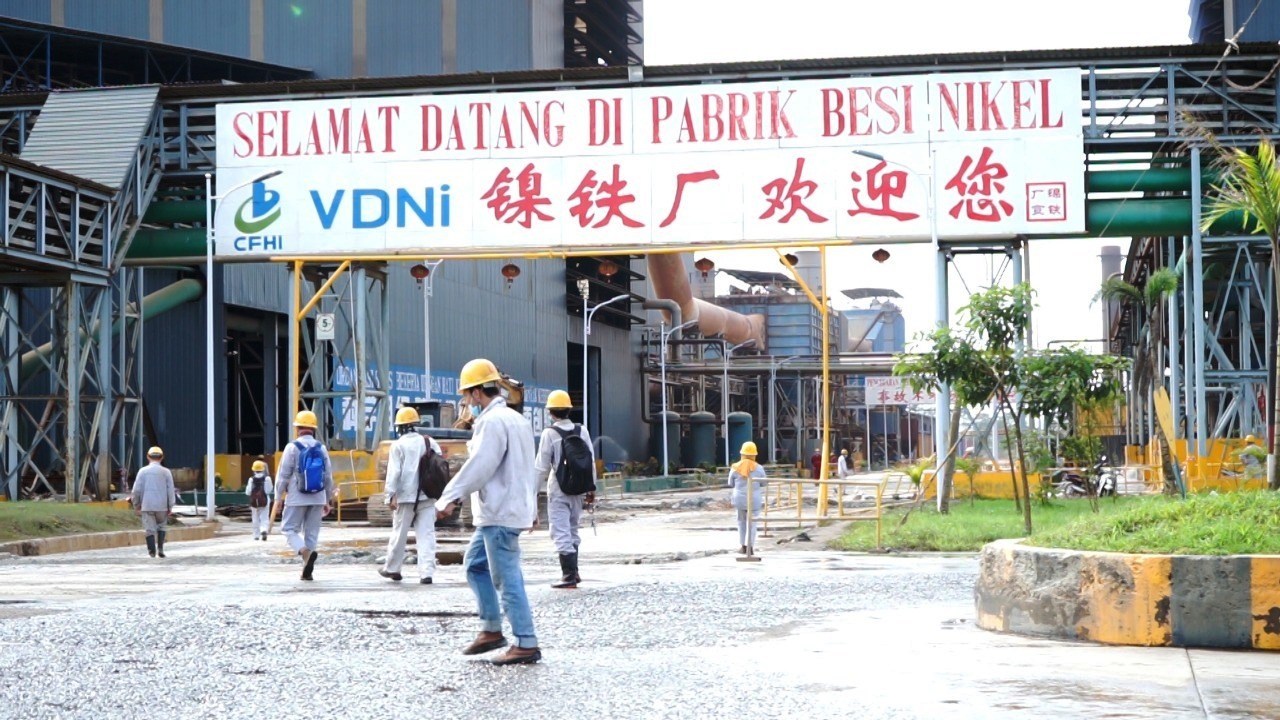 SELAMAT DATANG DI PABRIK BESI NIKEL
CFHI
VDNi
镍铁厂欢迎您